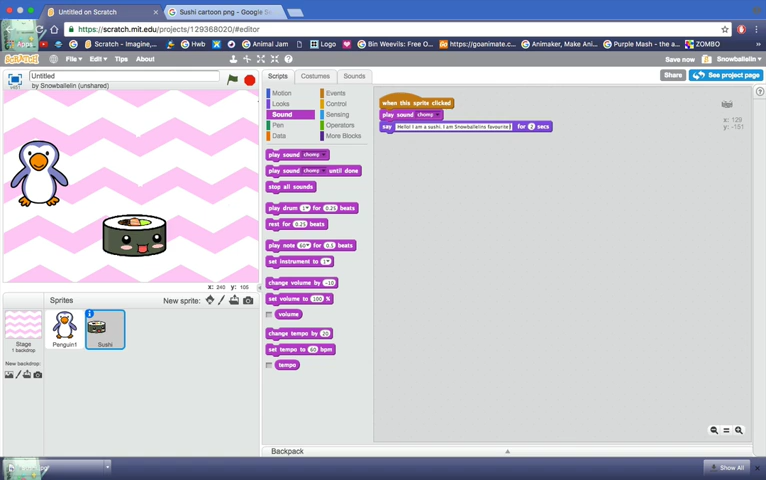 Untitled on Scratch
Sushi cartoon png - Google Se
https://scratch.mit.edu/projects/129368020/#editor
Apps
Scratch - Imagine,...
Hwb
Animal Jam
Logo
Bin Weevils: Free O...
https://goanimate.c...
Animaker, Make Ani...
Purple Mash - a the...
ZOMBO
SCRATCH
File
Edit
Tips
About
Save now
Snowballelin
Untitled
by Snowballelin (unshared)
v451
Scripts
Costumes
Sounds
Share
See project page
Motion
Events
Looks
Control
Sound
Sensing
Pen
Operators
Data
More Blocks
play sound chomp
play sound chomp until done
stop all sounds
play drum 1 for 0.25 beats
rest for 0.25 beats
play note 60 for 0.5 beats
set instrument to 1
change volume by -10
set volume to 100 %
volume
change tempo by 20
set tempo to 60 bpm
tempo
when this sprite clicked
play sound chomp
say Hello! I am a sushi. I am Snowballelins favourite for 2 secs
x: 129
y: -151
x: 240 y: 105
Sprites
New sprite:
Stage
1 backdrop
New backdrop:
Penguin1
Sushi
Backpack
Show All